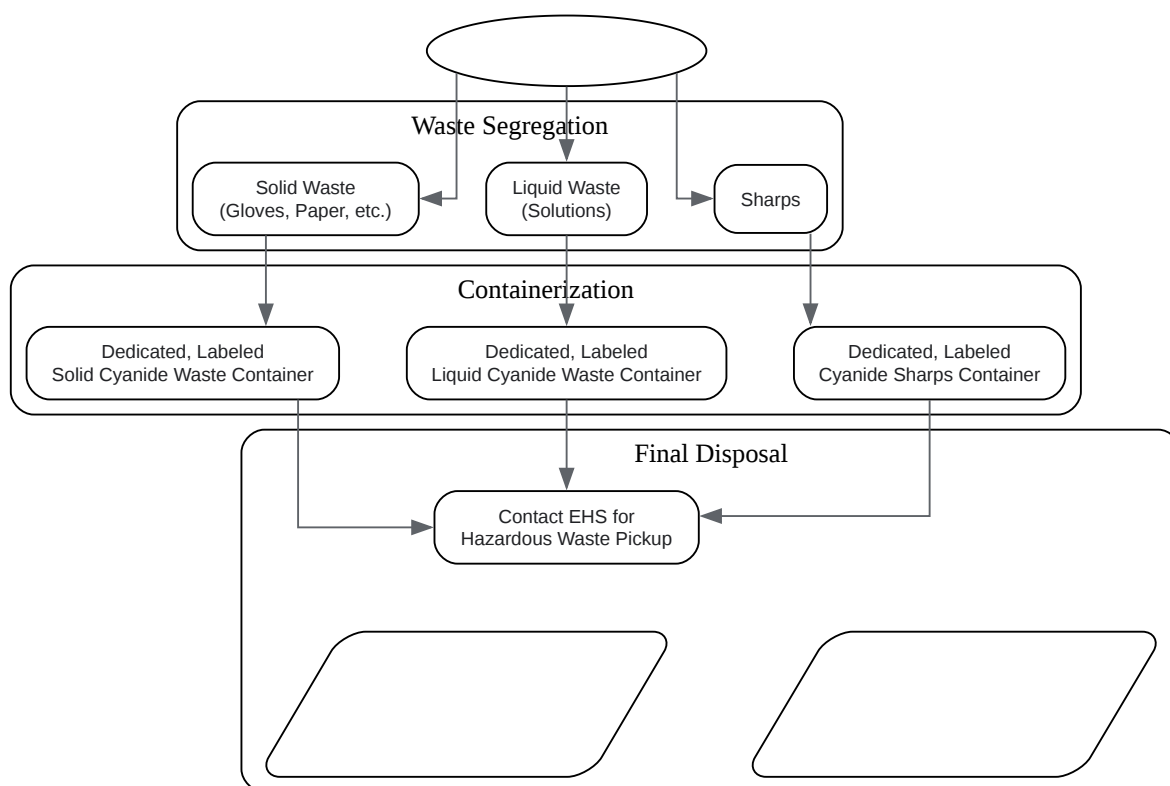 Waste Segregation
Solid Waste
(Gloves, Paper, etc.)
Liquid Waste
(Solutions)
Sharps
Containerization
Dedicated, Labeled
Solid Cyanide Waste Container
Dedicated, Labeled
Liquid Cyanide Waste Container
Dedicated, Labeled
Cyanide Sharps Container
Final Disposal
Contact EHS for
Hazardous Waste Pickup